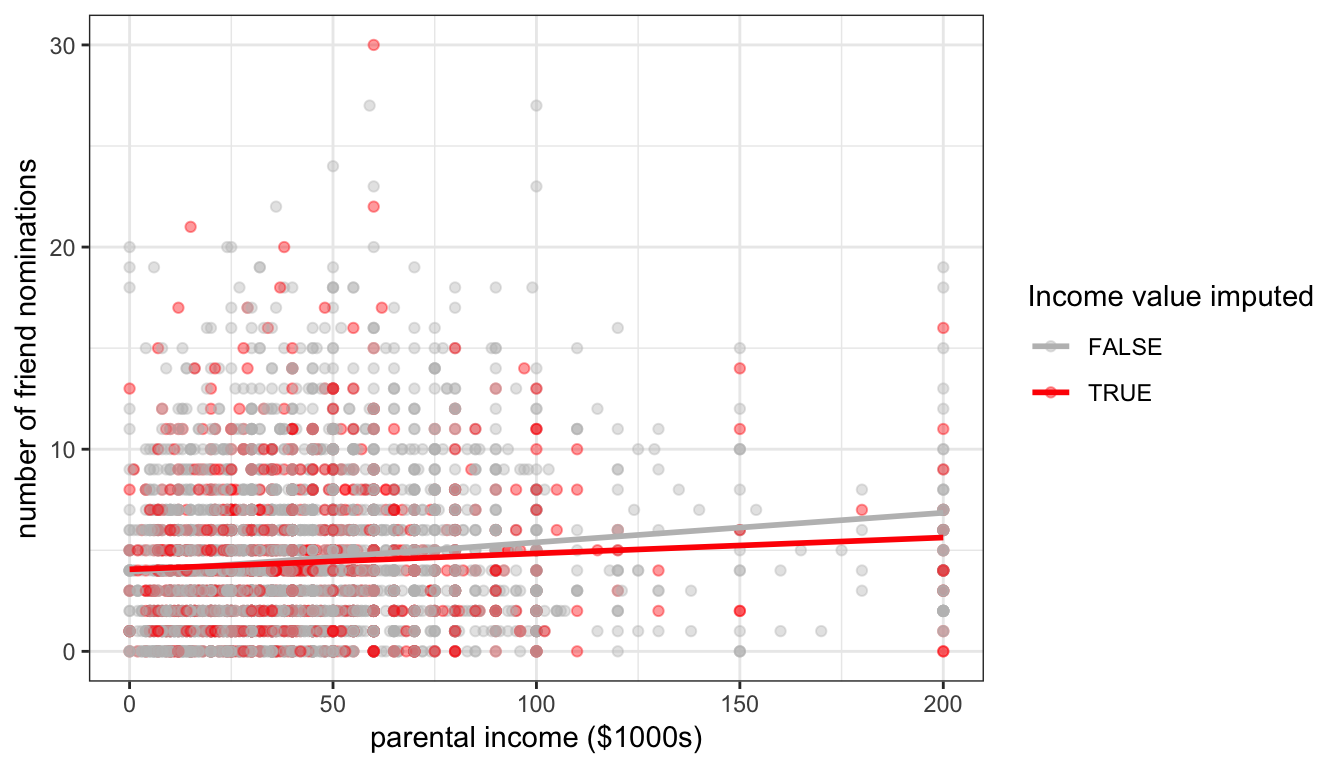 30
20
10
0
number of friend nominations
0 50 100 150 200
parental income ($1000s)
Income value imputed
FALSE
TRUE